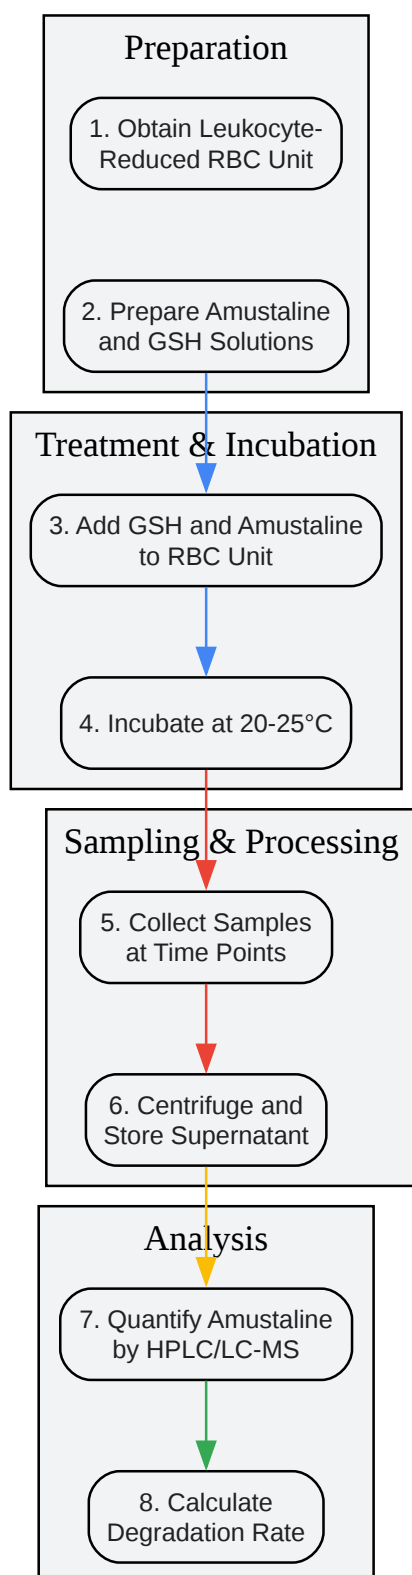 Preparation
1. Obtain Leukocyte-
Reduced RBC Unit
2. Prepare Amustaline
and GSH Solutions
Treatment & Incubation
3. Add GSH and Amustaline
to RBC Unit
4. Incubate at 20-25°C
Sampling & Processing
5. Collect Samples
at Time Points
6. Centrifuge and
Store Supernatant
Analysis
7. Quantify Amustaline
by HPLC/LC-MS
8. Calculate
Degradation Rate